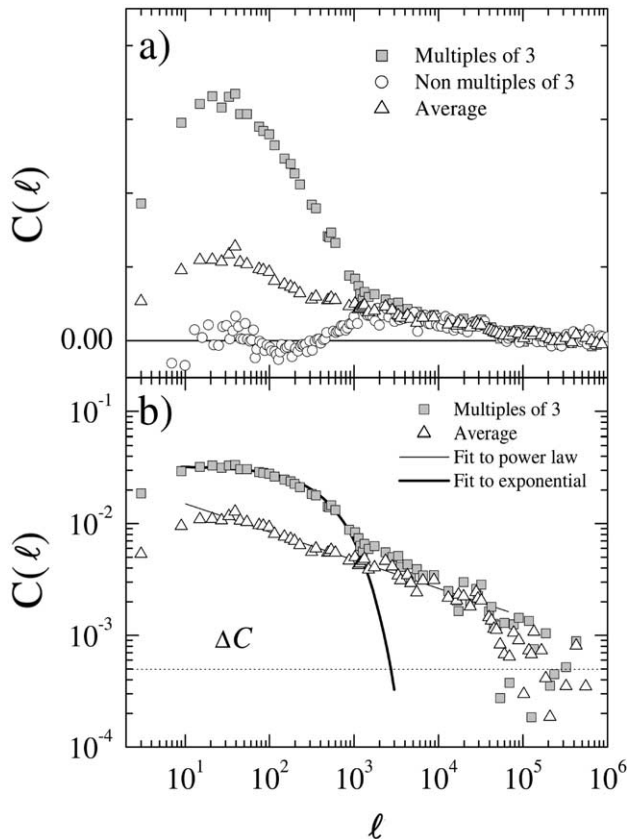 a)
Multiples of 3
Non multiples of 3
Average
C(ℓ)
0.00
b)
10⁻¹
Multiples of 3
Average
Fit to power law
Fit to exponential
10⁻²
C(ℓ)
10⁻³
ΔC
10⁻⁴
10¹ 10² 10³ 10⁴ 10⁵ 10⁶
ℓ